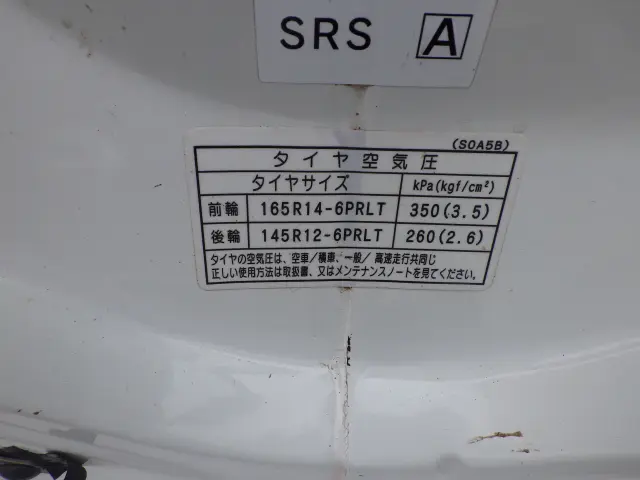 SRS A
(S0A5B)
タイヤ空気圧
タイヤサイズ kPa(kgf/cm²)
前輪 165R14-6PRLT 350(3.5)
後輪 145R12-6PRLT 260(2.6)
タイヤの空気圧は、空車/積車、一般/高速走行共同じ
正しい使用方法は取扱書、又はメンテナンスノートを見てください。